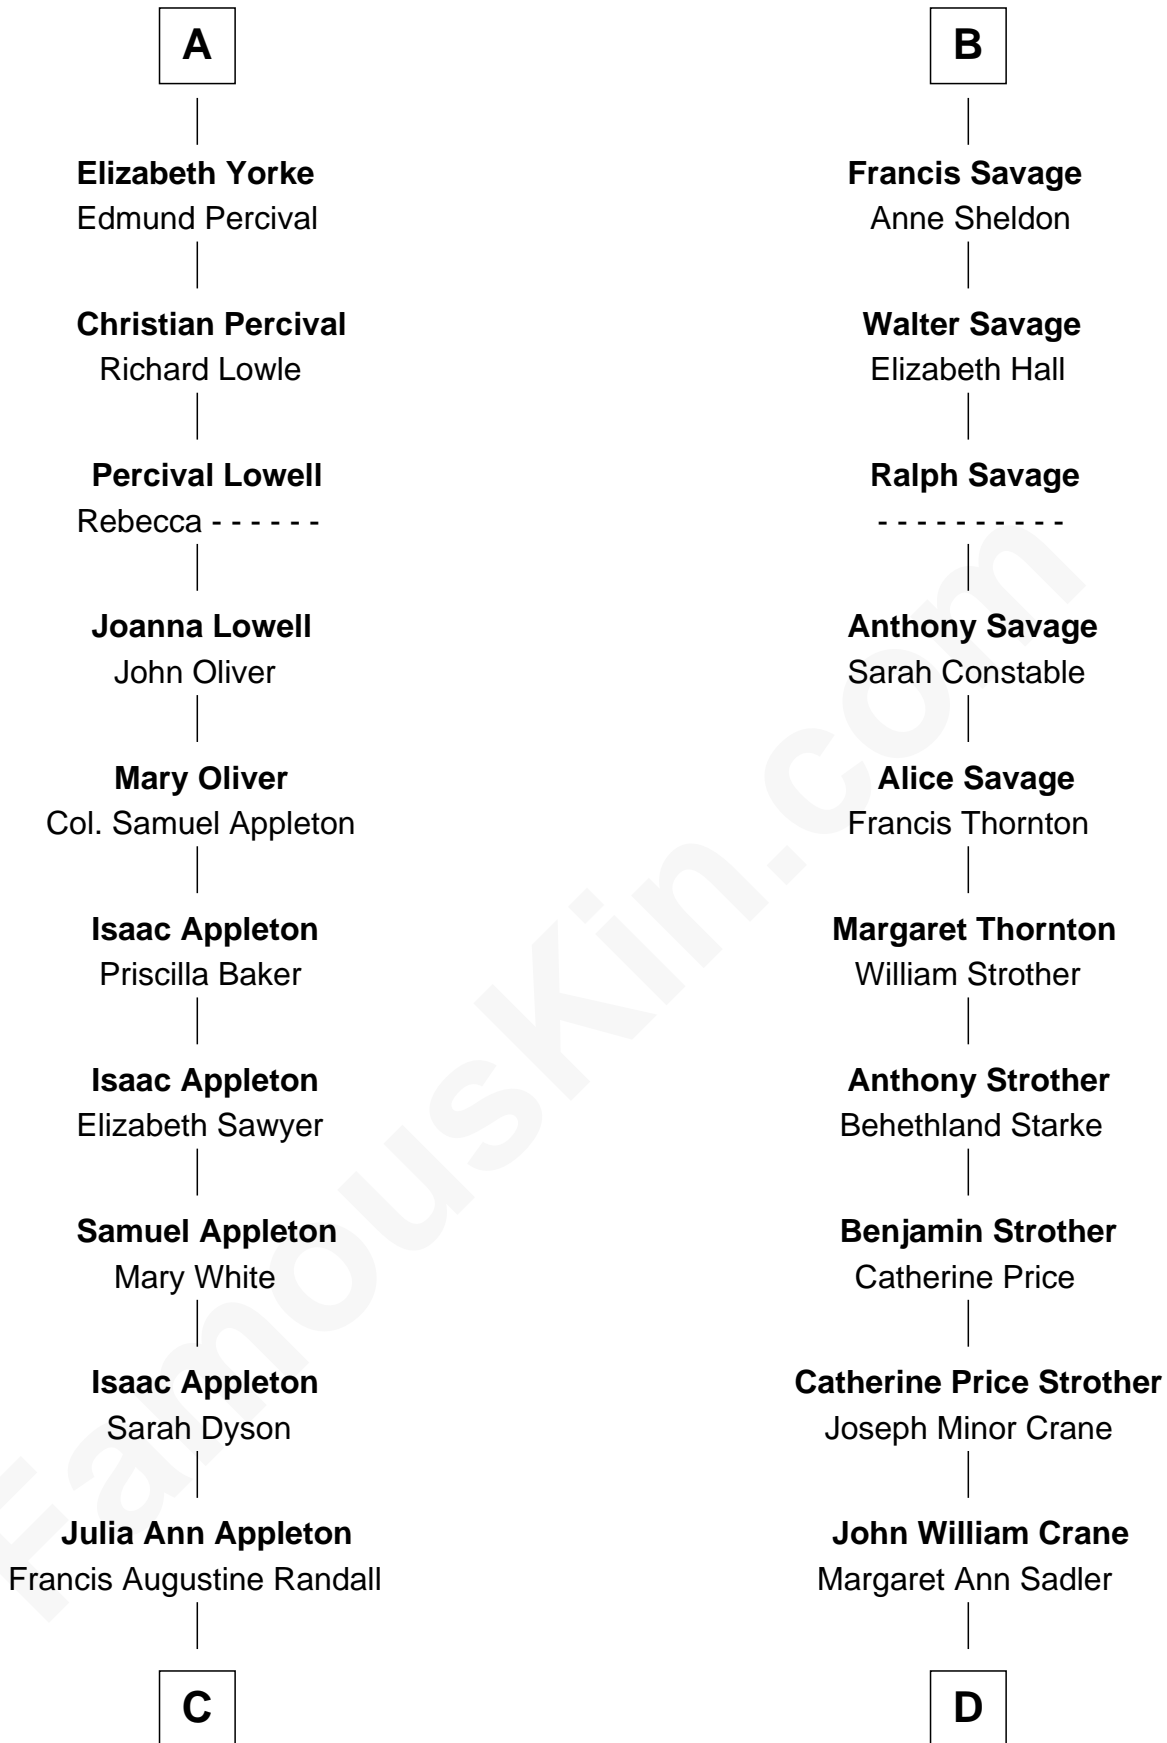 A
Elizabeth Yorke
Edmund Percival
Christian Percival
Richard Lowle
Percival Lowell
Rebecca - - - - - -
Joanna Lowell
John Oliver
Mary Oliver
Col. Samuel Appleton
Isaac Appleton
Priscilla Baker
Isaac Appleton
Elizabeth Sawyer
Samuel Appleton
Mary White
Isaac Appleton
Sarah Dyson
Julia Ann Appleton
Francis Augustine Randall
C
B
Francis Savage
Anne Sheldon
Walter Savage
Elizabeth Hall
Ralph Savage
- - - - - - - - - -
Anthony Savage
Sarah Constable
Alice Savage
Francis Thornton
Margaret Thornton
William Strother
Anthony Strother
Behethland Starke
Benjamin Strother
Catherine Price
Catherine Price Strother
Joseph Minor Crane
John William Crane
Margaret Ann Sadler
D
FamousKin.com